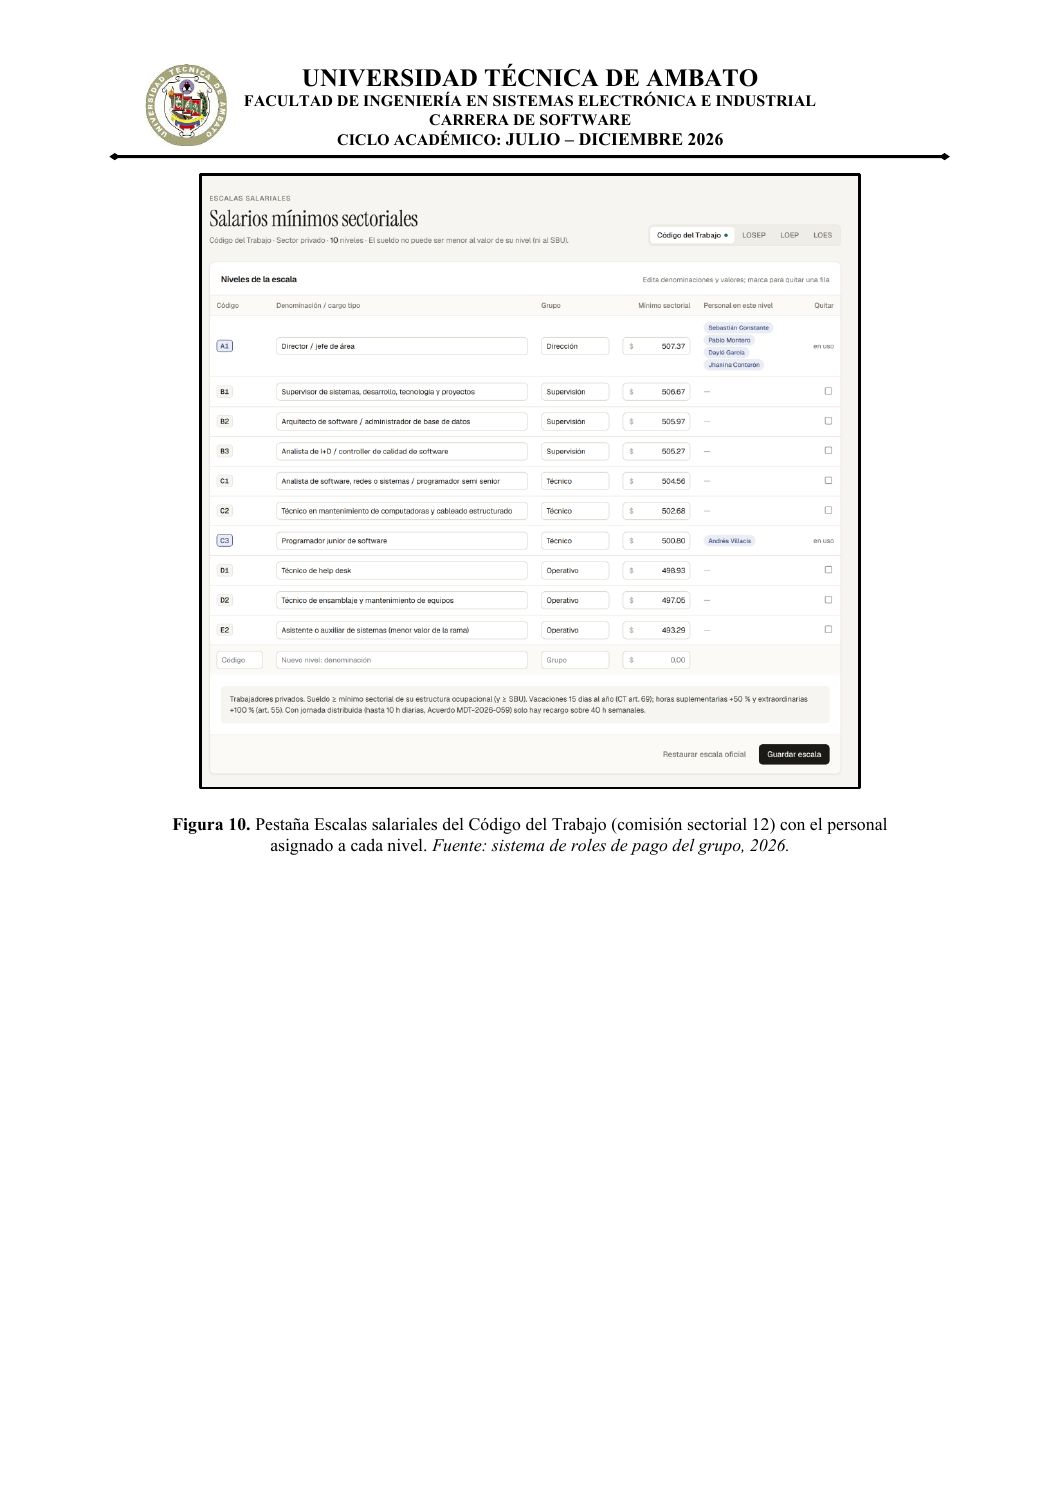 UNIVERSIDAD TÉCNICA DE AMBATO
FACULTAD DE INGENIERÍA EN SISTEMAS ELECTRÓNICA E INDUSTRIAL
CARRERA DE SOFTWARE
CICLO ACADÉMICO: JULIO – DICIEMBRE 2026
UNIVERSIDAD TÉCNICA DE AMBATO
ESCALAS SALARIALES
Salarios mínimos sectoriales
Código del Trabajo · Sector privado · 10 niveles · El sueldo no puede ser menor al valor de su nivel (ni al SBU).
Código del Trabajo LOSEP LOEP LOES
Niveles de la escala Edita denominaciones y valores; marca para quitar una fila
Código Denominación / cargo tipo Grupo Mínimo sectorial Personal en este nivel Quitar
A1 Director / jefe de área Dirección $ 507.37 Sebastián Constante Pablo Montero Daylé García Jhanina Conterón en uso
B1 Supervisor de sistemas, desarrollo, tecnología y proyectos Supervisión $ 506.67 —
B2 Arquitecto de software / administrador de base de datos Supervisión $ 505.97 —
B3 Analista de I+D / controller de calidad de software Supervisión $ 505.27 —
C1 Analista de software, redes o sistemas / programador semi senior Técnico $ 504.56 —
C2 Técnico en mantenimiento de computadoras y cableado estructurado Técnico $ 502.68 —
C3 Programador junior de software Técnico $ 500.80 Andrés Villacís en uso
D1 Técnico de help desk Operativo $ 498.93 —
D2 Técnico de ensamblaje y mantenimiento de equipos Operativo $ 497.05 —
E2 Asistente o auxiliar de sistemas (menor valor de la rama) Operativo $ 493.29 —
Código Nuevo nivel: denominación Grupo $ 0,00
Trabajadores privados. Sueldo ≥ mínimo sectorial de su estructura ocupacional (y ≥ SBU). Vacaciones 15 días al año (CT art. 69); horas suplementarias +50 % y extraordinarias
+100 % (art. 55). Con jornada distribuida (hasta 10 h diarias, Acuerdo MDT-2026-059) solo hay recargo sobre 40 h semanales.
Restaurar escala oficial Guardar escala
Figura 10. Pestaña Escalas salariales del Código del Trabajo (comisión sectorial 12) con el personal
asignado a cada nivel. Fuente: sistema de roles de pago del grupo, 2026.